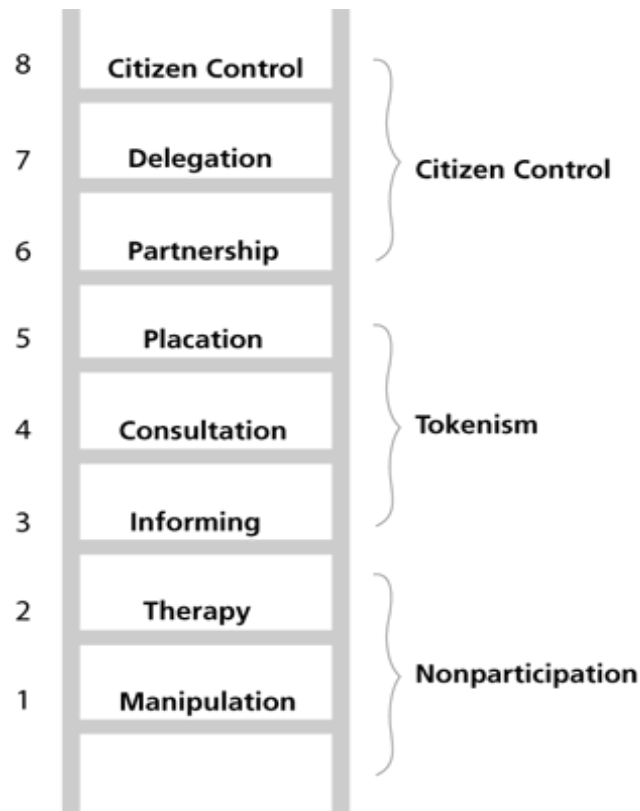 8 Citizen Control
7 Delegation
Citizen Control
6 Partnership
5 Placation
4 Consultation
Tokenism
3 Informing
2 Therapy
Nonparticipation
1 Manipulation